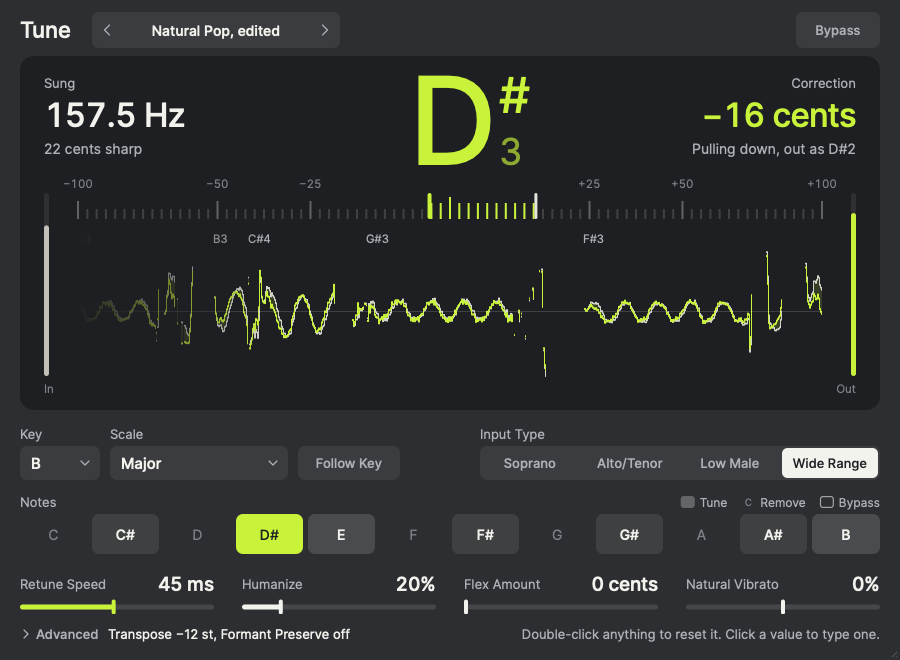 Tune
Natural Pop, edited
Bypass
Sung
157.5 Hz
22 cents sharp
D#3
Correction
−16 cents
Pulling down, out as D#2
−100 −50 −25 +25 +50 +100
B3 C#4 G#3 F#3
In
Out
Key
Scale
Input Type
B
Major
Follow Key
Soprano Alto/Tenor Low Male Wide Range
Notes
Tune C Remove Bypass
C C# D D# E F F# G G# A A# B
Retune Speed 45 ms
Humanize 20%
Flex Amount 0 cents
Natural Vibrato 0%
Advanced Transpose −12 st, Formant Preserve off
Double-click anything to reset it. Click a value to type one.